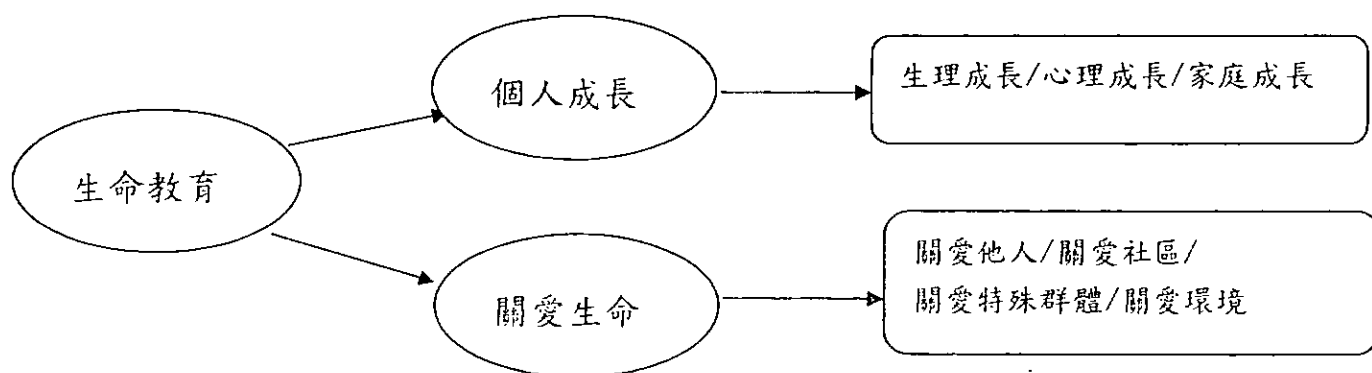 個人成長
生理成長/心理成長/家庭成長
生命教育
關愛生命
關愛他人/關愛社區/
關愛特殊群體/關愛環境